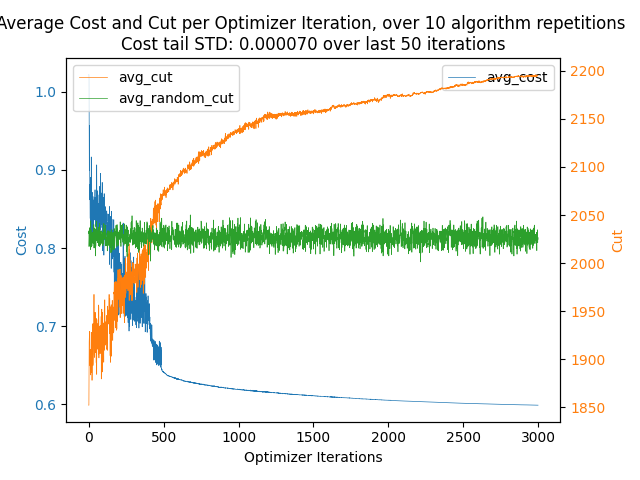 Average Cost and Cut per Optimizer Iteration, over 10 algorithm repetitions
Cost tail STD: 0.000070 over last 50 iterations
avg_cut
avg_random_cut
avg_cost
1.0
0.9
0.8
0.7
0.6
Cost
2200
2150
2100
2050
2000
1950
1900
1850
Cut
0
500
1000
1500
2000
2500
3000
Optimizer Iterations